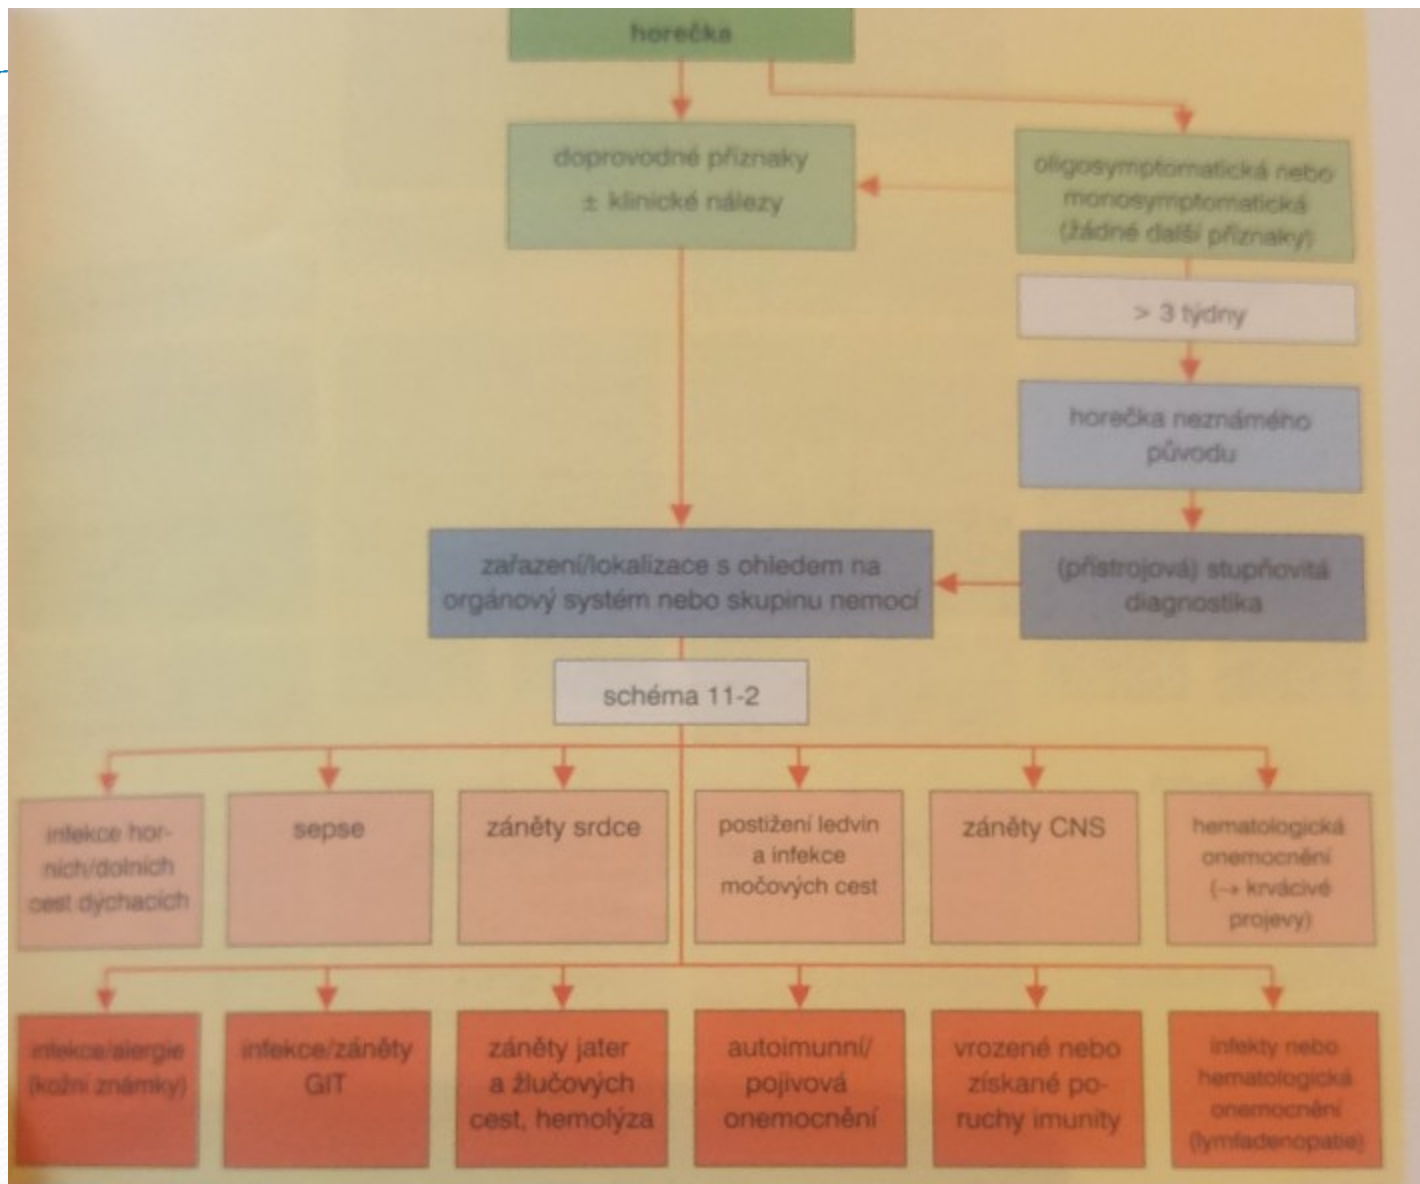 horečka
doprovodné příznaky
± klinické nálezy
oligosymptomatická nebo
monosymptomatická
(žádné další příznaky)
> 3 týdny
horečka neznámého
původu
zařazení/lokalizace s ohledem na
orgánový systém nebo skupinu nemocí
(přístrojová) stupňovitá
diagnostika
schéma 11-2
infekce hor-
ních/dolních
cest dýchacích
sepse
záněty srdce
postižení ledvin
a infekce
močových cest
záněty CNS
hematologická
onemocnění
(→ krvácivé
projevy)
infekce/alergie
(kožní známky)
infekce/záněty
GIT
záněty jater
a žlučových
cest, hemolýza
autoimunní/
pojivová
onemocnění
vrozené nebo
získané po-
ruchy imunity
infekty nebo
hematologická
onemocnění
(lymfadenopatie)